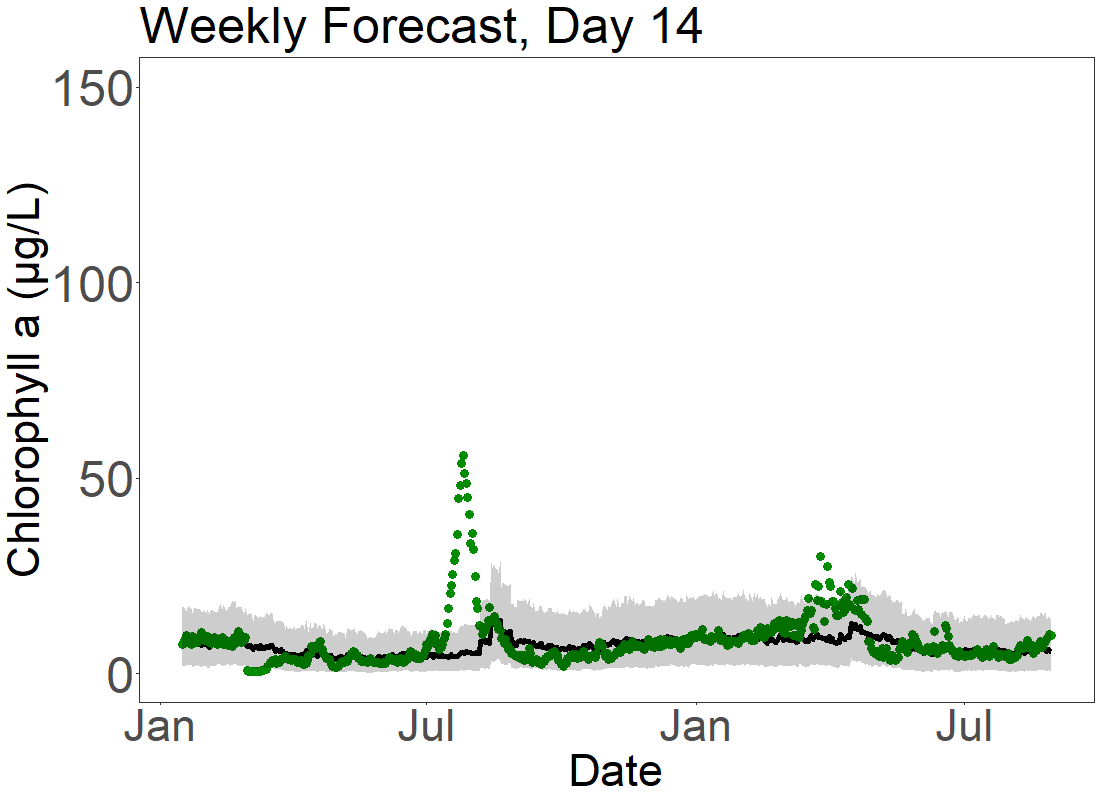 Weekly Forecast, Day 14
150
100
50
0
Chlorophyll a (µg/L)
Jan
Jul
Jan
Jul
Date